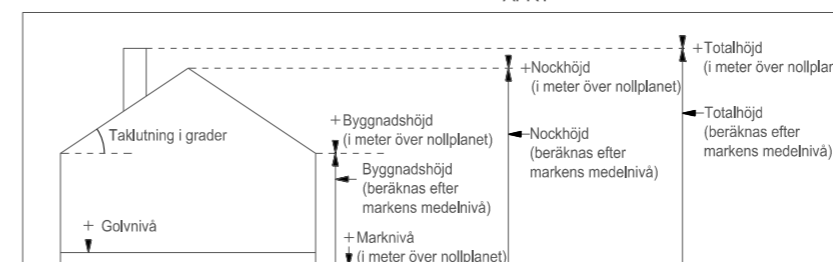 +Totalhöjd
(i meter över nollplan
+Nockhöjd
(i meter över nollplanet)
+Byggnadshöjd
(i meter över nollplanet)
Taklutning i grader
Totalhöjd
(beräknas efter
markens medelnivå)
Nockhöjd
(beräknas efter
markens medelnivå)
Byggnadshöjd
(beräknas efter
markens medelnivå)
+ Golvnivå
+Marknivå
(i meter över nollplanet)